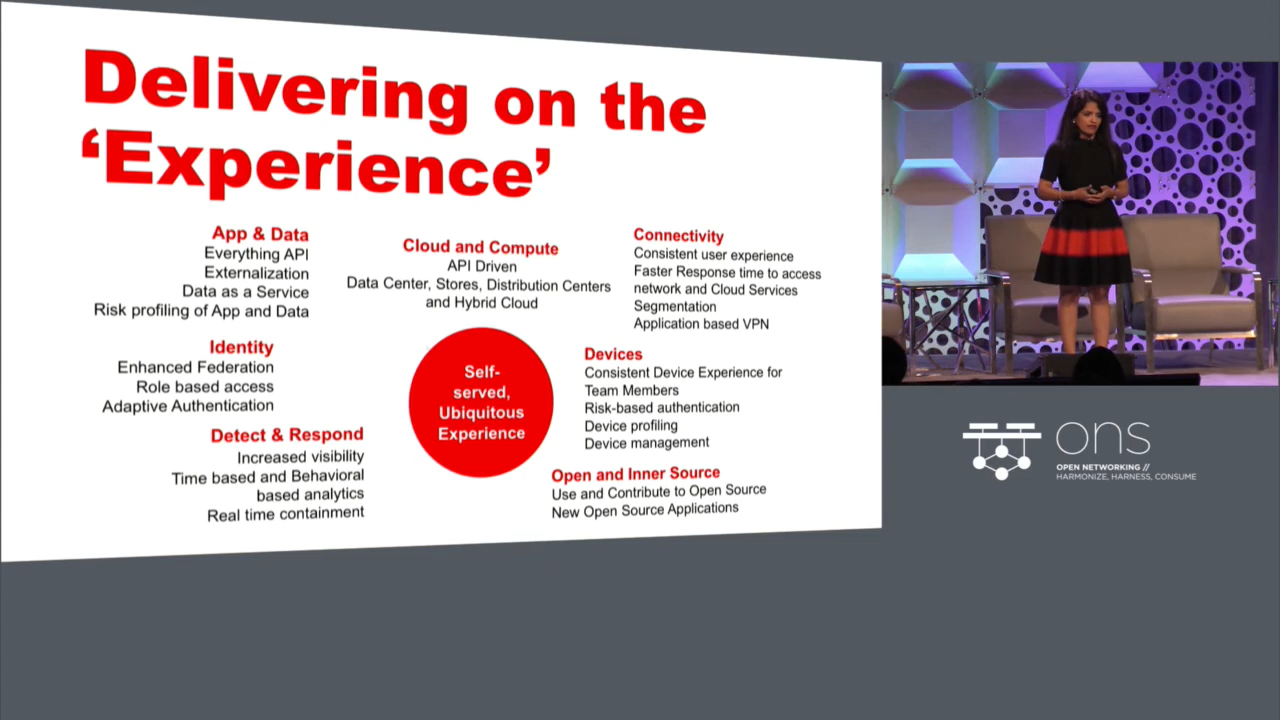 Delivering on the
‘Experience’
App & Data
Everything API
Externalization
Data as a Service
Risk profiling of App and Data
Cloud and Compute
API Driven
Data Center, Stores, Distribution Centers
and Hybrid Cloud
Connectivity
Consistent user experience
Faster Response time to access
network and Cloud Services
Segmentation
Application based VPN
Identity
Enhanced Federation
Role based access
Adaptive Authentication
Self-
served,
Ubiquitous
Experience
Devices
Consistent Device Experience for
Team Members
Risk-based authentication
Device profiling
Device management
Detect & Respond
Increased visibility
Time based and Behavioral
based analytics
Real time containment
Open and Inner Source
Use and Contribute to Open Source
New Open Source Applications
ons
OPEN NETWORKING //
HARMONIZE, HARNESS, CONSUME